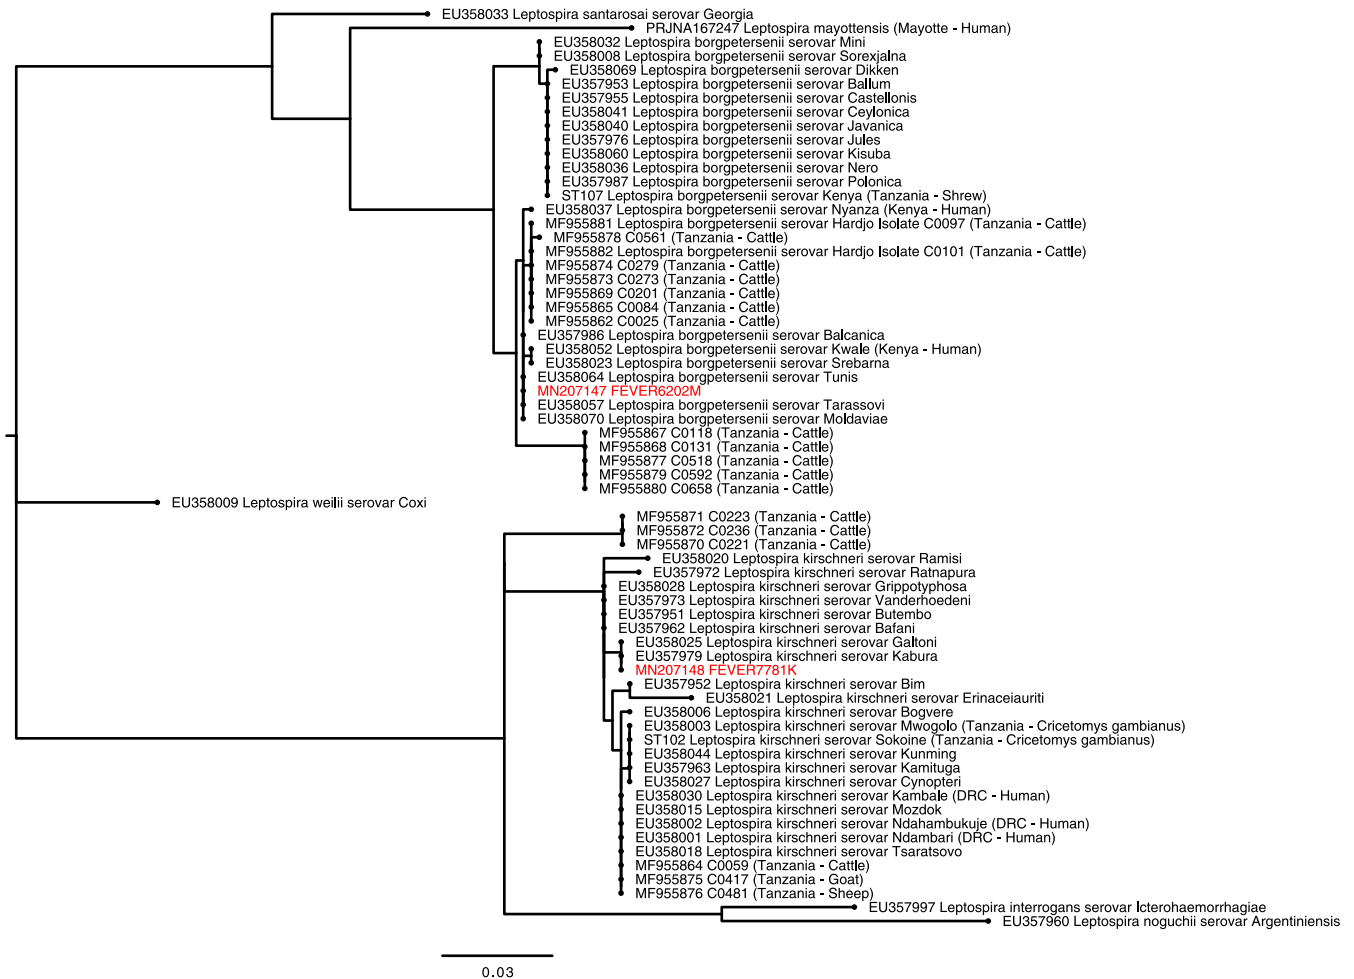 EU358033 Leptospira santarosai serovar Georgia
PRJNA167247 Leptospira mayottensis (Mayotte - Human)
EU358032 Leptospira borgpetersenii serovar Mini
EU358008 Leptospira borgpetersenii serovar Sorexjalna
EU358069 Leptospira borgpetersenii serovar Dikken
EU357953 Leptospira borgpetersenii serovar Ballum
EU357955 Leptospira borgpetersenii serovar Castellonis
EU358041 Leptospira borgpetersenii serovar Ceylonica
EU358040 Leptospira borgpetersenii serovar Javanica
EU357976 Leptospira borgpetersenii serovar Jules
EU358060 Leptospira borgpetersenii serovar Kisuba
EU358036 Leptospira borgpetersenii serovar Nero
EU357987 Leptospira borgpetersenii serovar Polonica
ST107 Leptospira borgpetersenii serovar Kenya (Tanzania - Shrew)
EU358037 Leptospira borgpetersenii serovar Nyanza (Kenya - Human)
MF955881 Leptospira borgpetersenii serovar Hardjo Isolate C0097 (Tanzania - Cattle)
MF955878 C0561 (Tanzania - Cattle)
MF955882 Leptospira borgpetersenii serovar Hardjo Isolate C0101 (Tanzania - Cattle)
MF955874 C0279 (Tanzania - Cattle)
MF955873 C0273 (Tanzania - Cattle)
MF955869 C0201 (Tanzania - Cattle)
MF955865 C0084 (Tanzania - Cattle)
MF955862 C0025 (Tanzania - Cattle)
EU357986 Leptospira borgpetersenii serovar Balcanica
EU358052 Leptospira borgpetersenii serovar Kwale (Kenya - Human)
EU358023 Leptospira borgpetersenii serovar Srebarna
EU358064 Leptospira borgpetersenii serovar Tunis
MN207147 FEVER6202M
EU358057 Leptospira borgpetersenii serovar Tarassovi
EU358070 Leptospira borgpetersenii serovar Moldaviae
MF955867 C0118 (Tanzania - Cattle)
MF955868 C0131 (Tanzania - Cattle)
MF955877 C0518 (Tanzania - Cattle)
MF955879 C0592 (Tanzania - Cattle)
MF955880 C0658 (Tanzania - Cattle)
EU358009 Leptospira weilii serovar Coxi
MF955871 C0223 (Tanzania - Cattle)
MF955872 C0236 (Tanzania - Cattle)
MF955870 C0221 (Tanzania - Cattle)
EU358020 Leptospira kirschneri serovar Ramisi
EU357972 Leptospira kirschneri serovar Ratnapura
EU358028 Leptospira kirschneri serovar Grippotyphosa
EU357973 Leptospira kirschneri serovar Vanderhoedeni
EU357951 Leptospira kirschneri serovar Butembo
EU357962 Leptospira kirschneri serovar Bafani
EU358025 Leptospira kirschneri serovar Galtoni
EU357979 Leptospira kirschneri serovar Kabura
MN207148 FEVER7781K
EU357952 Leptospira kirschneri serovar Bim
EU358021 Leptospira kirschneri serovar Erinaceiauriti
EU358006 Leptospira kirschneri serovar Bogvere
EU358003 Leptospira kirschneri serovar Mwogolo (Tanzania - Cricetomys gambianus)
ST102 Leptospira kirschneri serovar Sokoine (Tanzania - Cricetomys gambianus)
EU358044 Leptospira kirschneri serovar Kunming
EU357963 Leptospira kirschneri serovar Kamituga
EU358027 Leptospira kirschneri serovar Cynopteri
EU358030 Leptospira kirschneri serovar Kambale (DRC - Human)
EU358015 Leptospira kirschneri serovar Mozdok
EU358002 Leptospira kirschneri serovar Ndahambukuje (DRC - Human)
EU358001 Leptospira kirschneri serovar Ndambari (DRC - Human)
EU358018 Leptospira kirschneri serovar Tsaratsovo
MF955864 C0059 (Tanzania - Cattle)
MF955875 C0417 (Tanzania - Goat)
MF955876 C0481 (Tanzania - Sheep)
EU357997 Leptospira interrogans serovar Icterohaemorrhagiae
EU357960 Leptospira noguchii serovar Argentiniensis
0.03